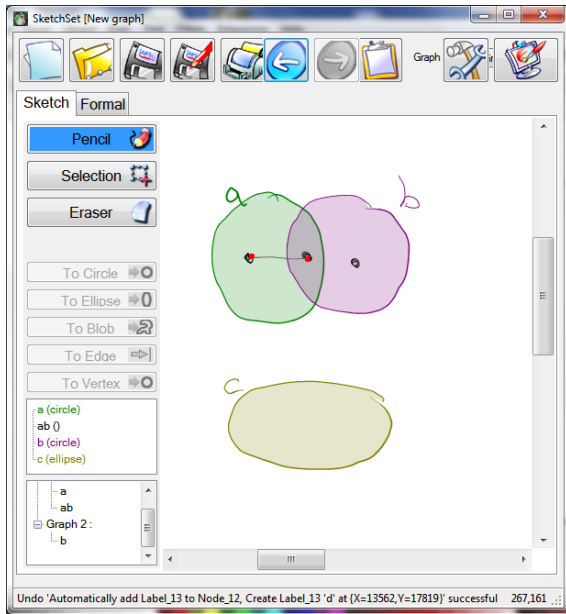 SketchSet [New graph]
Graph
Sketch Formal
Pencil
Selection
Eraser
To Circle
To Ellipse
To Blob
To Edge
To Vertex
a
b
c
a (circle)
ab ()
b (circle)
c (ellipse)
a
ab
Graph 2 :
b
Undo 'Automatically add Label_13 to Node_12, Create Label_13 'd' at {X=13562,Y=17819}' successful 267,161